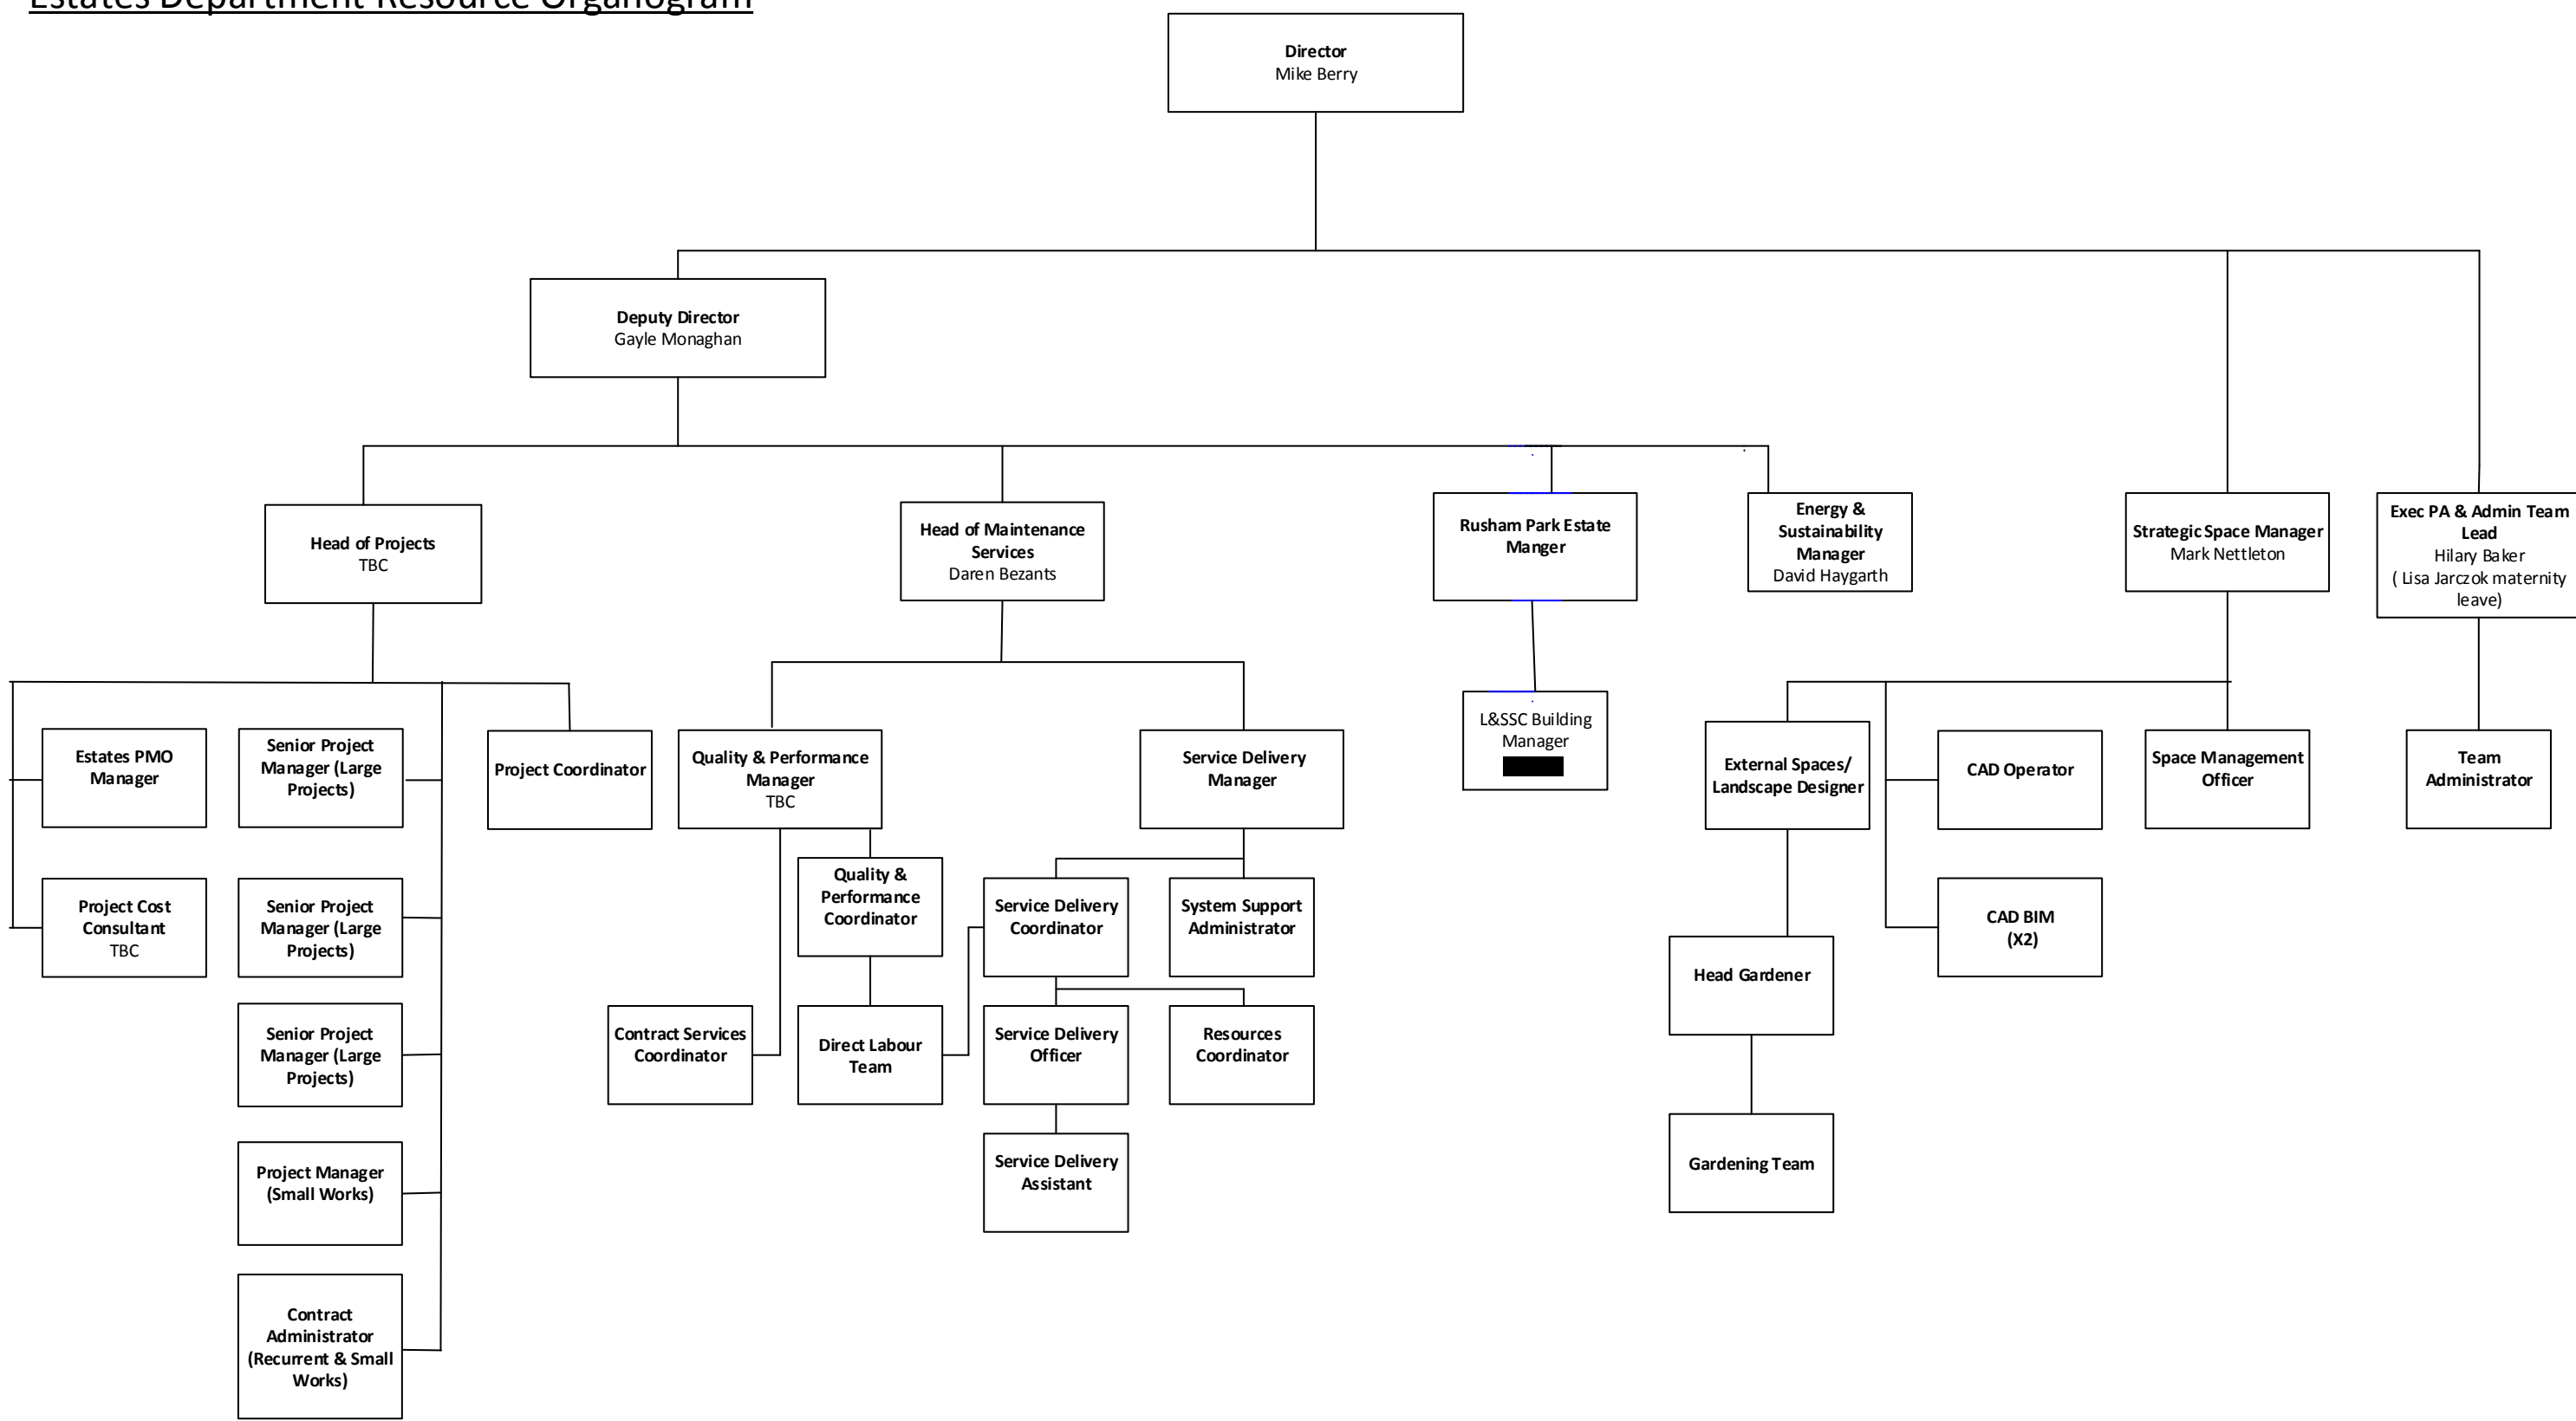 Estates Department Resource Organogram
Director
Mike Berry
Deputy Director
Gayle Monaghan
Head of Projects
TBC
Head of Maintenance
Services
Daren Bezants
Rusham Park Estate
Manger
Energy &
Sustainability
Manager
David Haygarth
Strategic Space Manager
Mark Nettleton
Exec PA & Admin Team
Lead
Hilary Baker
( Lisa Jarczok maternity
leave)
Estates PMO
Manager
Senior Project
Manager (Large
Projects)
Project Coordinator
Quality & Performance
Manager
TBC
Service Delivery
Manager
L&SSC Building
Manager
External Spaces/
Landscape Designer
CAD Operator
Space Management
Officer
Team
Administrator
Project Cost
Consultant
TBC
Senior Project
Manager (Large
Projects)
Quality &
Performance
Coordinator
Service Delivery
Coordinator
System Support
Administrator
CAD BIM
(X2)
Head Gardener
Senior Project
Manager (Large
Projects)
Contract Services
Coordinator
Direct Labour
Team
Service Delivery
Officer
Resources
Coordinator
Project Manager
(Small Works)
Service Delivery
Assistant
Gardening Team
Contract
Administrator
(Recurrent & Small
Works)